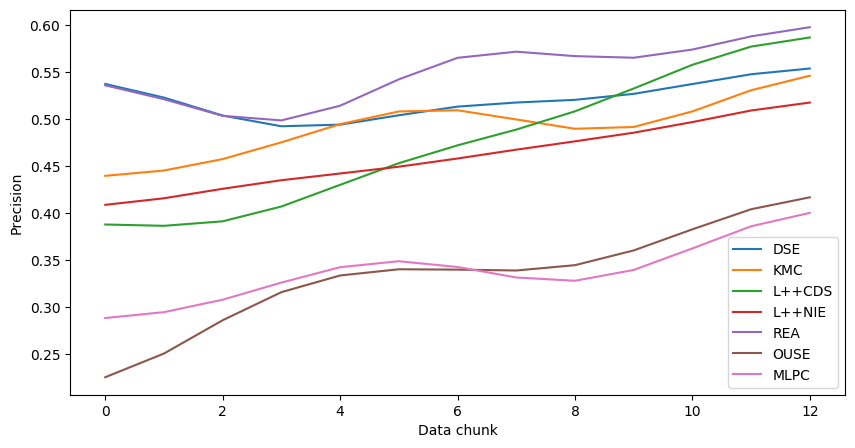 0.60
0.55
0.50
0.45
0.40
0.35
0.30
0.25
Precision
0 2 4 6 8 10 12
Data chunk
DSE
KMC
L++CDS
L++NIE
REA
OUSE
MLPC